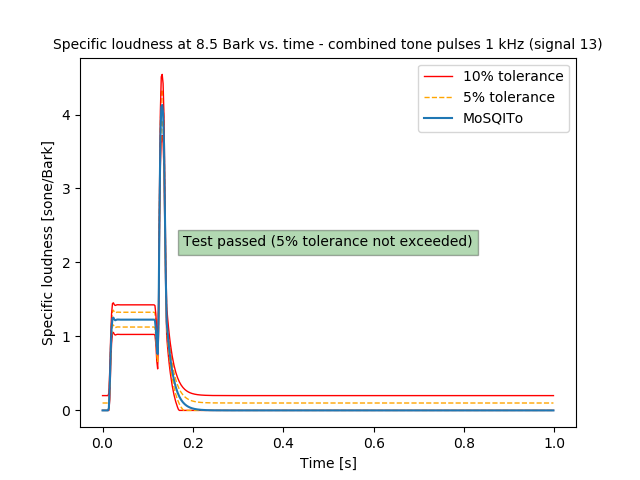 Specific loudness at 8.5 Bark vs. time - combined tone pulses 1 kHz (signal 13)
10% tolerance
5% tolerance
MoSQITo
Test passed (5% tolerance not exceeded)
Specific loudness [sone/Bark]
4
3
2
1
0
0.0 0.2 0.4 0.6 0.8 1.0
Time [s]